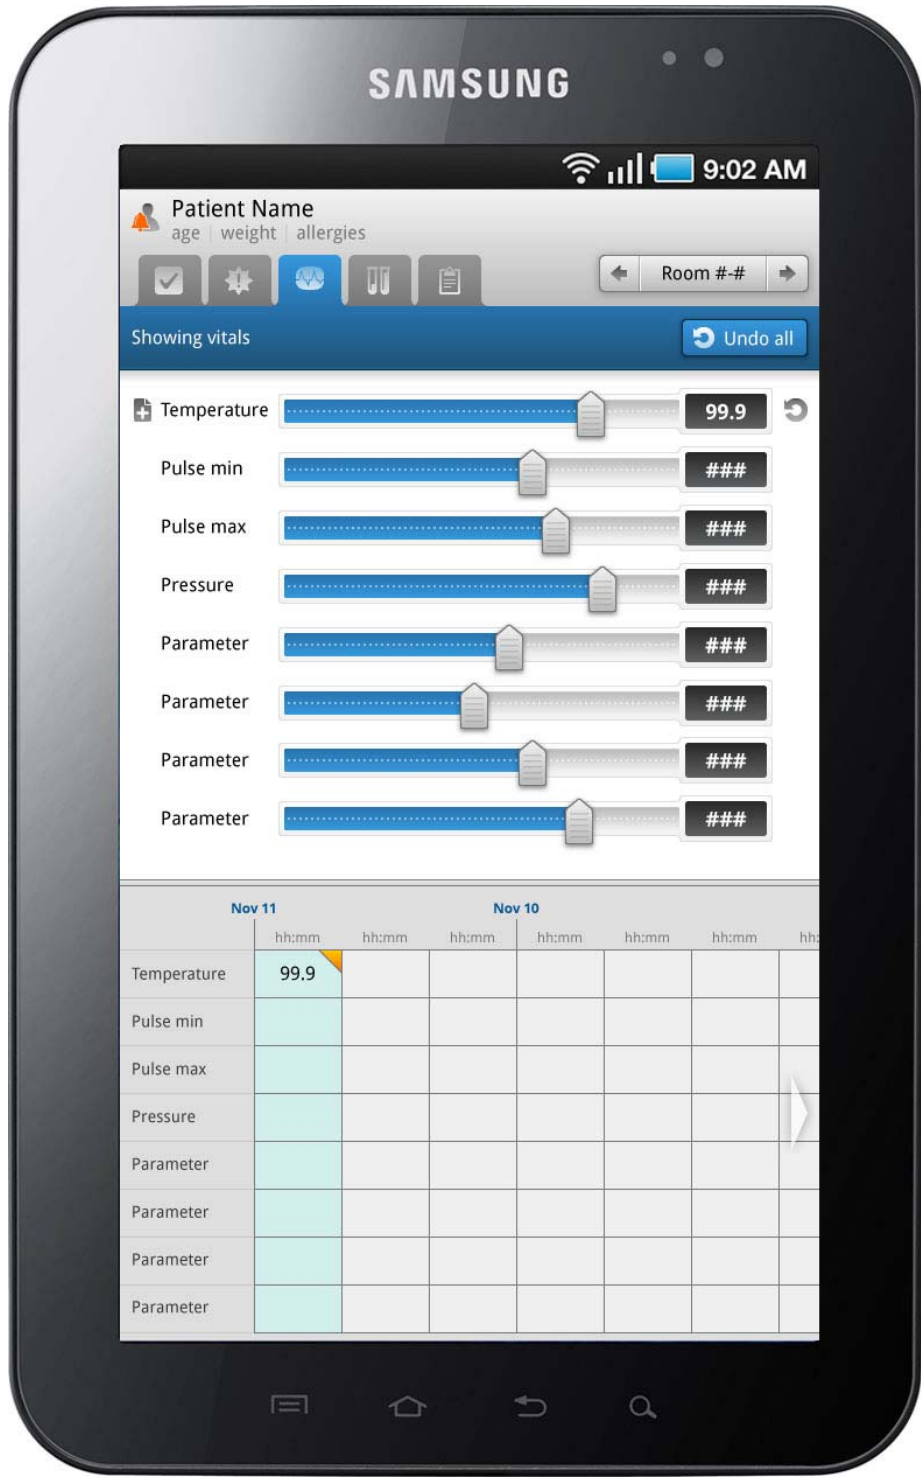 SAMSUNG
9:02 AM
Patient Name
age weight allergies
Room #-#
Showing vitals
Undo all
Temperature 99.9
Pulse min ###
Pulse max ###
Pressure ###
Parameter ###
Parameter ###
Parameter ###
Parameter ###
Nov 11 Nov 10
hh:mm hh:mm hh:mm hh:mm hh:mm hh:mm hh:
Temperature 99.9
Pulse min
Pulse max
Pressure
Parameter
Parameter
Parameter
Parameter